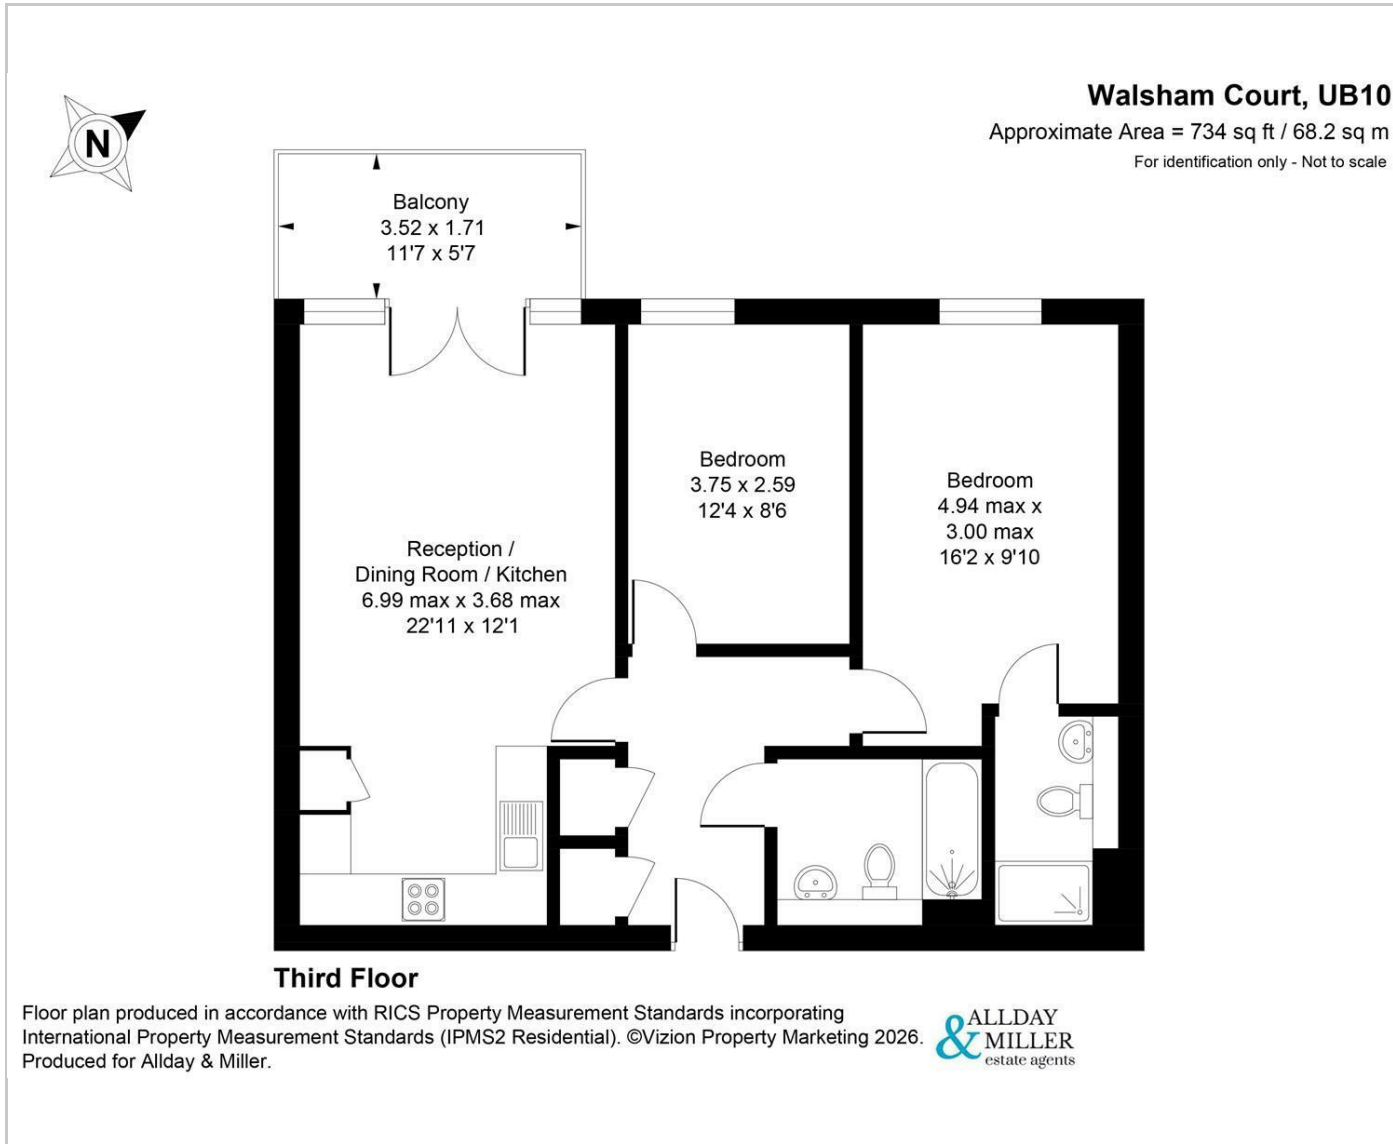 Walsham Court, UB10
Approximate Area = 734 sq ft / 68.2 sq m
For identification only - Not to scale
N
Balcony
3.52 x 1.71
11'7 x 5'7
Bedroom
3.75 x 2.59
12'4 x 8'6
Bedroom
4.94 max x
3.00 max
16'2 x 9'10
Reception /
Dining Room / Kitchen
6.99 max x 3.68 max
22'11 x 12'1
Third Floor
Floor plan produced in accordance with RICS Property Measurement Standards incorporating
International Property Measurement Standards (IPMS2 Residential). ©Vizion Property Marketing 2026.
Produced for Allday & Miller.
ALLDAY
& MILLER
estate agents